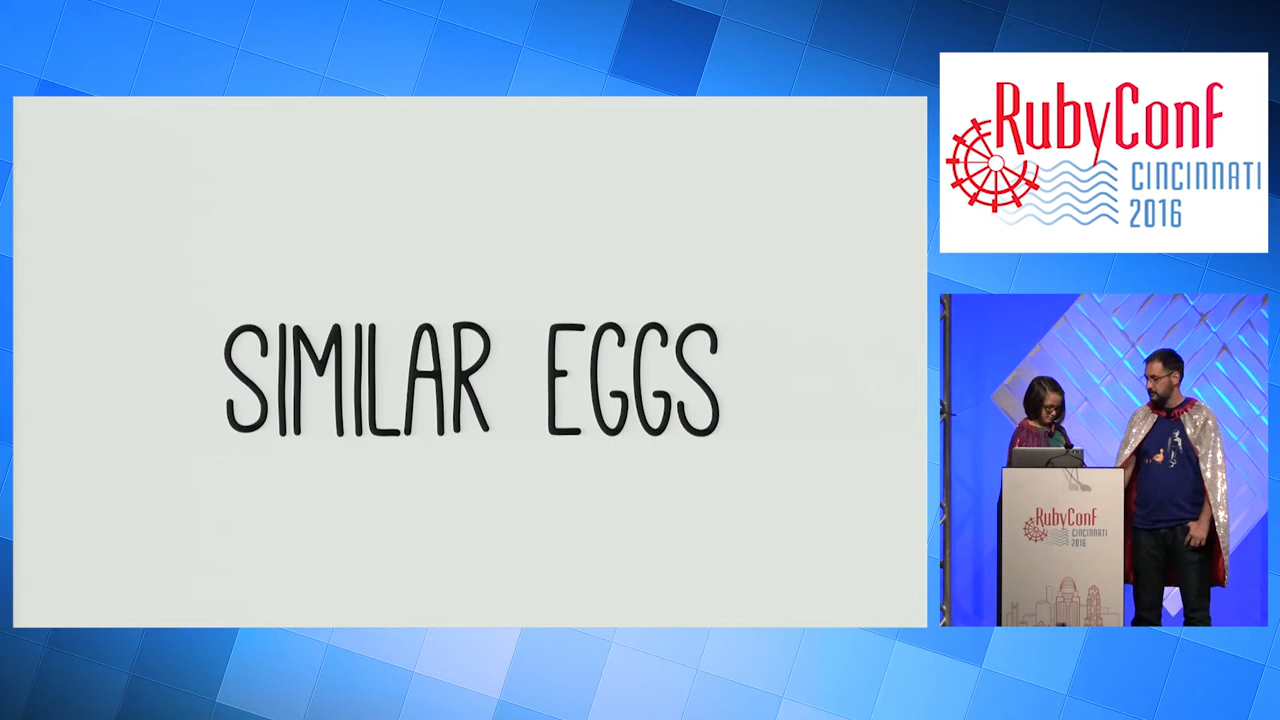 SIMILAR EGGS
RubyConf
CINCINNATI
2016
RubyConf
CINCINNATI
2016